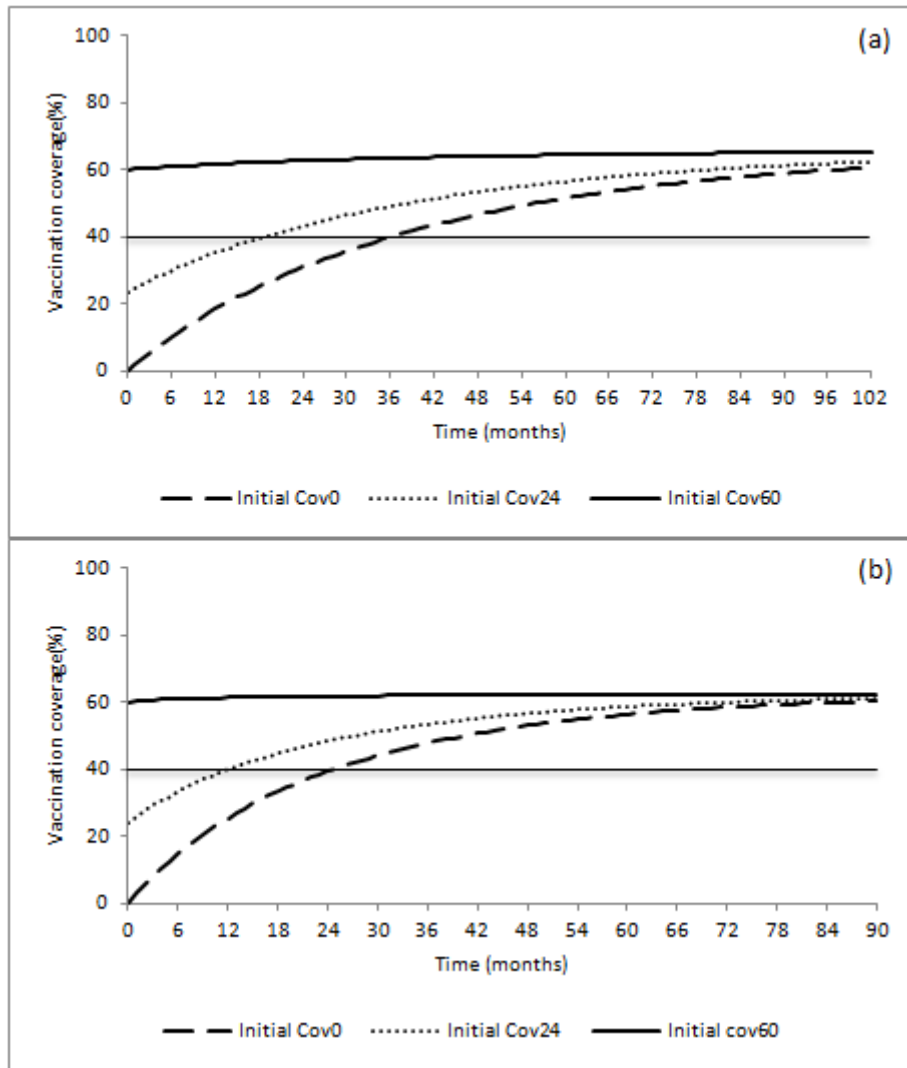 (a)
Vaccination coverage(%)
100
80
60
40
20
0
0 6 12 18 24 30 36 42 48 54 60 66 72 78 84 90 96 102
Time (months)
Initial Cov0 Initial Cov24 Initial Cov60
(b)
Vaccination coverage(%)
100
80
60
40
20
0
0 6 12 18 24 30 36 42 48 54 60 66 72 78 84 90
Time (months)
Initial Cov0 Initial Cov24 Initial cov60